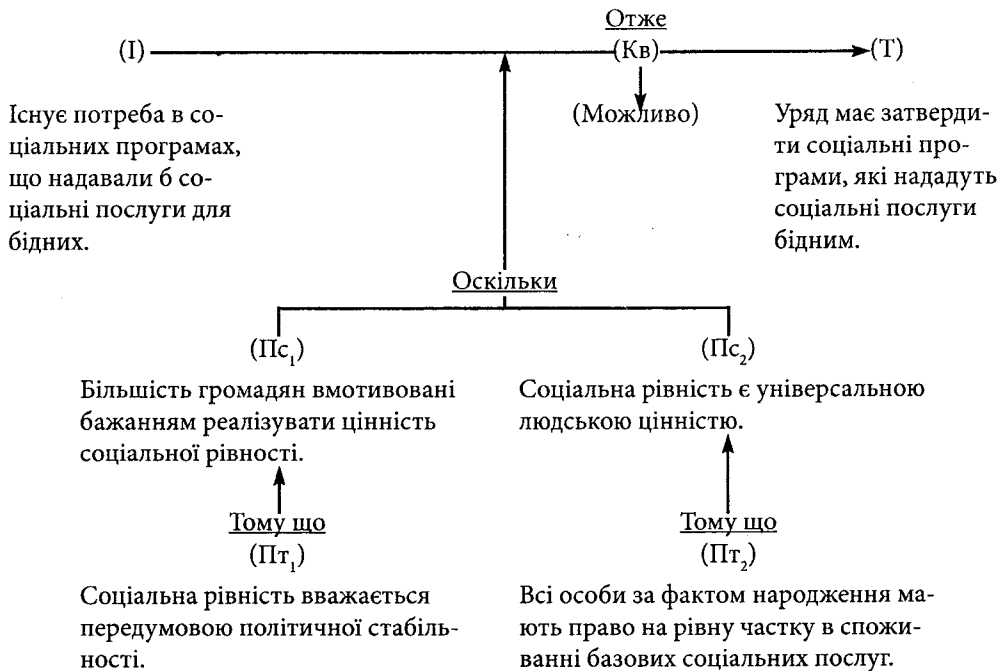 Отже
(І) (Кв) (Т)
(Можливо)
Існує потреба в со-
ціальних програмах,
що надавали б со-
ціальні послуги для
бідних.
Уряд має затверди-
ти соціальні про-
грами, які нададуть
соціальні послуги
бідним.
Оскільки
(Пс₁)
Більшість громадян вмотивовані
бажанням реалізувати цінність
соціальної рівності.
Тому що
(Пт₁)
Соціальна рівність вважається
передумовою політичної стабіль-
ності.
(Пс₂)
Соціальна рівність є універсальною
людською цінністю.
Тому що
(Пт₂)
Всі особи за фактом народження ма-
ють право на рівну частку в спожи-
ванні базових соціальних послуг.